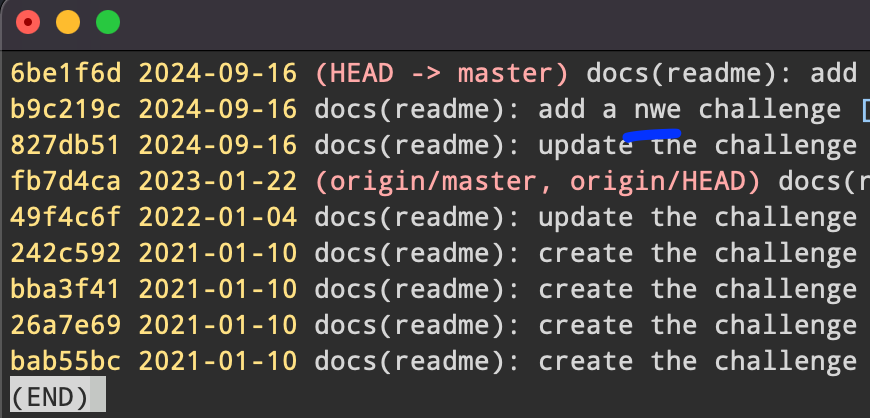 6be1f6d 2024-09-16 (HEAD -> master) docs(readme): add
b9c219c 2024-09-16 docs(readme): add a nwe challenge
827db51 2024-09-16 docs(readme): update the challenge
fb7d4ca 2023-01-22 (origin/master, origin/HEAD) docs(r
49f4c6f 2022-01-04 docs(readme): update the challenge
242c592 2021-01-10 docs(readme): create the challenge
bba3f41 2021-01-10 docs(readme): create the challenge
26a7e69 2021-01-10 docs(readme): create the challenge
bab55bc 2021-01-10 docs(readme): create the challenge
(END)